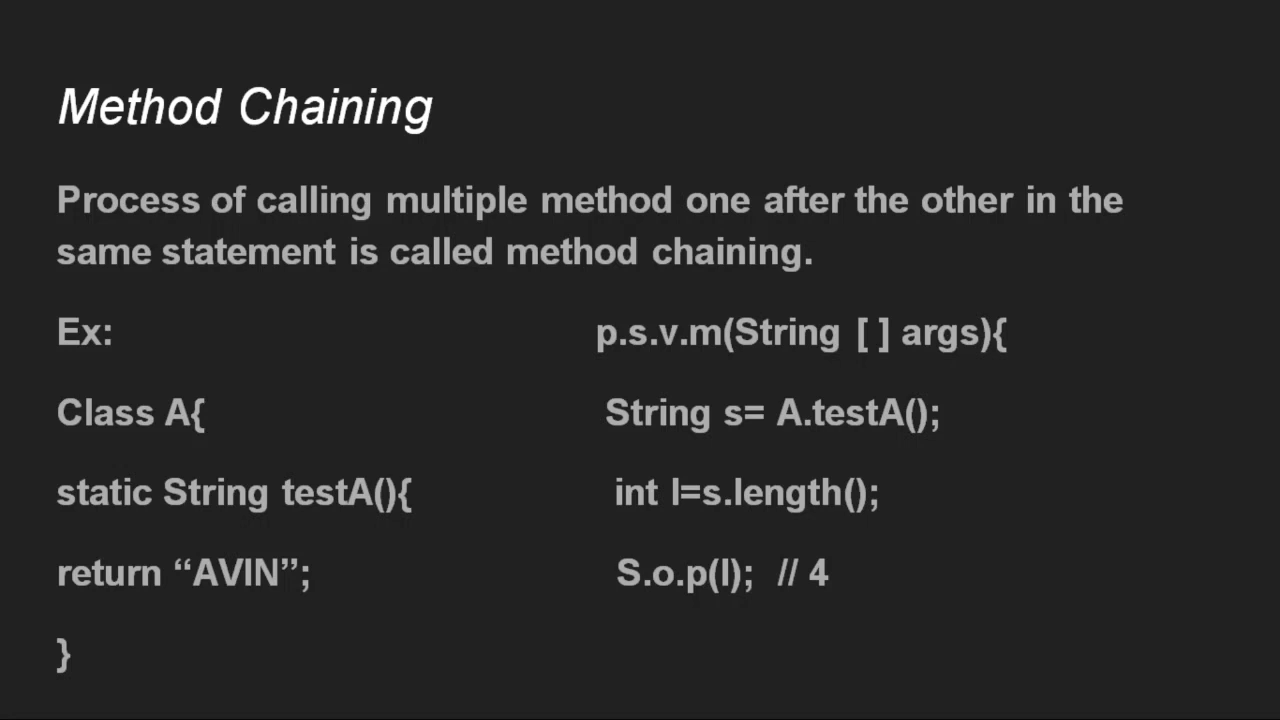 Method Chaining
Process of calling multiple method one after the other in the
same statement is called method chaining.
Ex:
Class A{
static String testA(){
return “AVIN”;
}
p.s.v.m(String [ ] args){
String s= A.testA();
int l=s.length();
S.o.p(l);  // 4